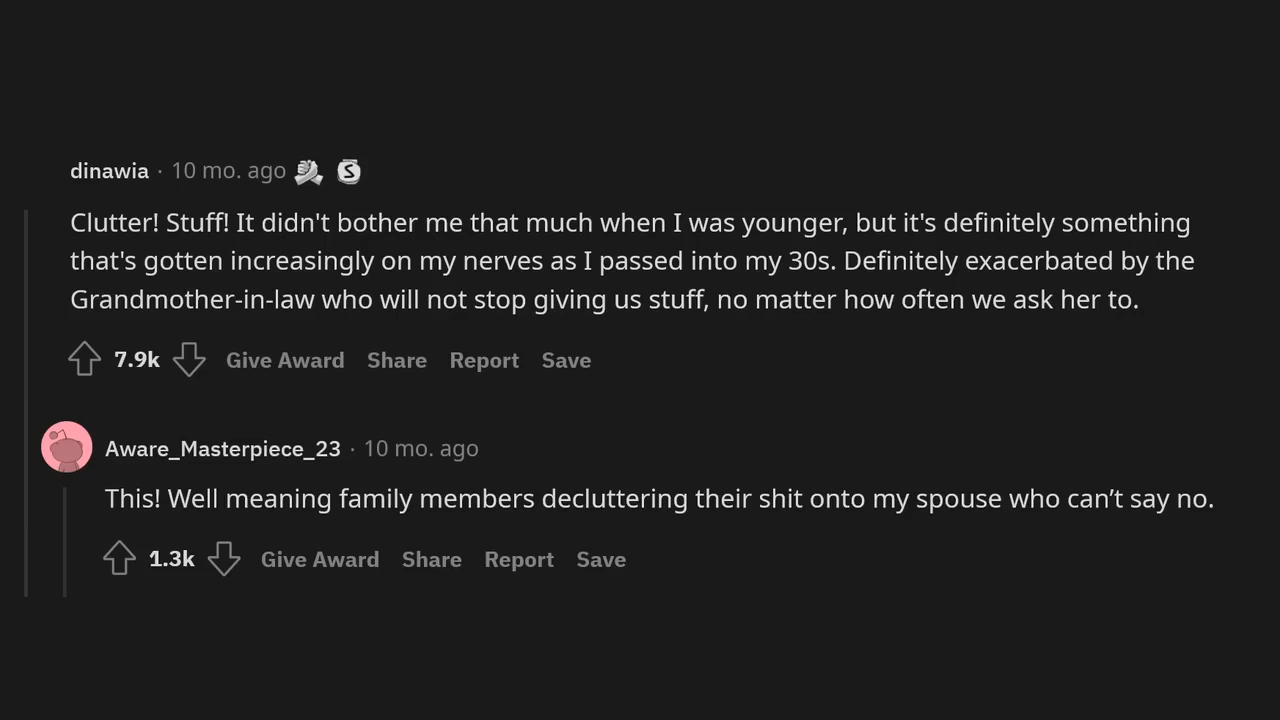 dinawia · 10 mo. ago
Clutter! Stuff! It didn't bother me that much when I was younger, but it's definitely something
that's gotten increasingly on my nerves as I passed into my 30s. Definitely exacerbated by the
Grandmother-in-law who will not stop giving us stuff, no matter how often we ask her to.
7.9k Give Award Share Report Save
Aware_Masterpiece_23 · 10 mo. ago
This! Well meaning family members decluttering their shit onto my spouse who can’t say no.
1.3k Give Award Share Report Save